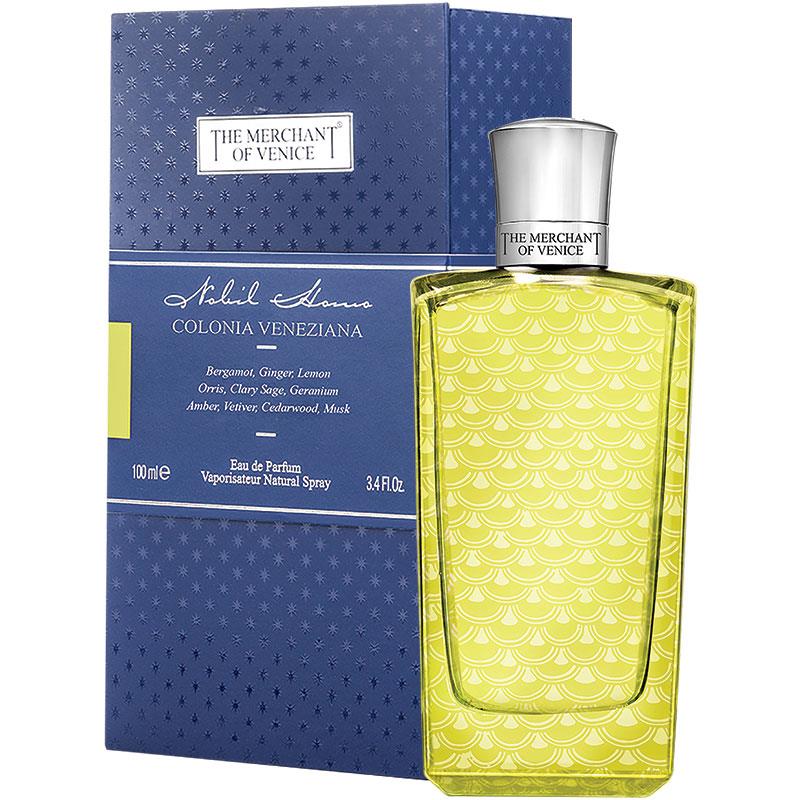 THE MERCHANT®
OF VENICE
Nobil Homo
COLONIA VENEZIANA
Bergamot, Ginger, Lemon
Orris, Clary Sage, Geranium
Amber, Vetiver, Cedarwood, Musk
100 ml ℮
Eau de Parfum
Vaporisateur Natural Spray
3.4 Fl.Oz.
THE MERCHANT
OF VENICE